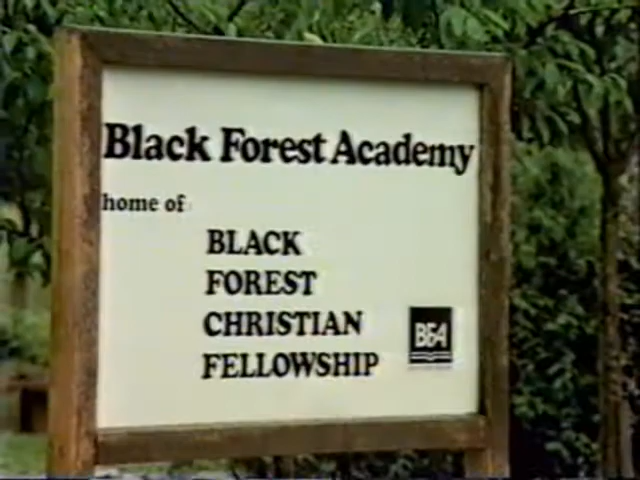 Black Forest Academy
home of
BLACK
FOREST
CHRISTIAN
FELLOWSHIP
BFA